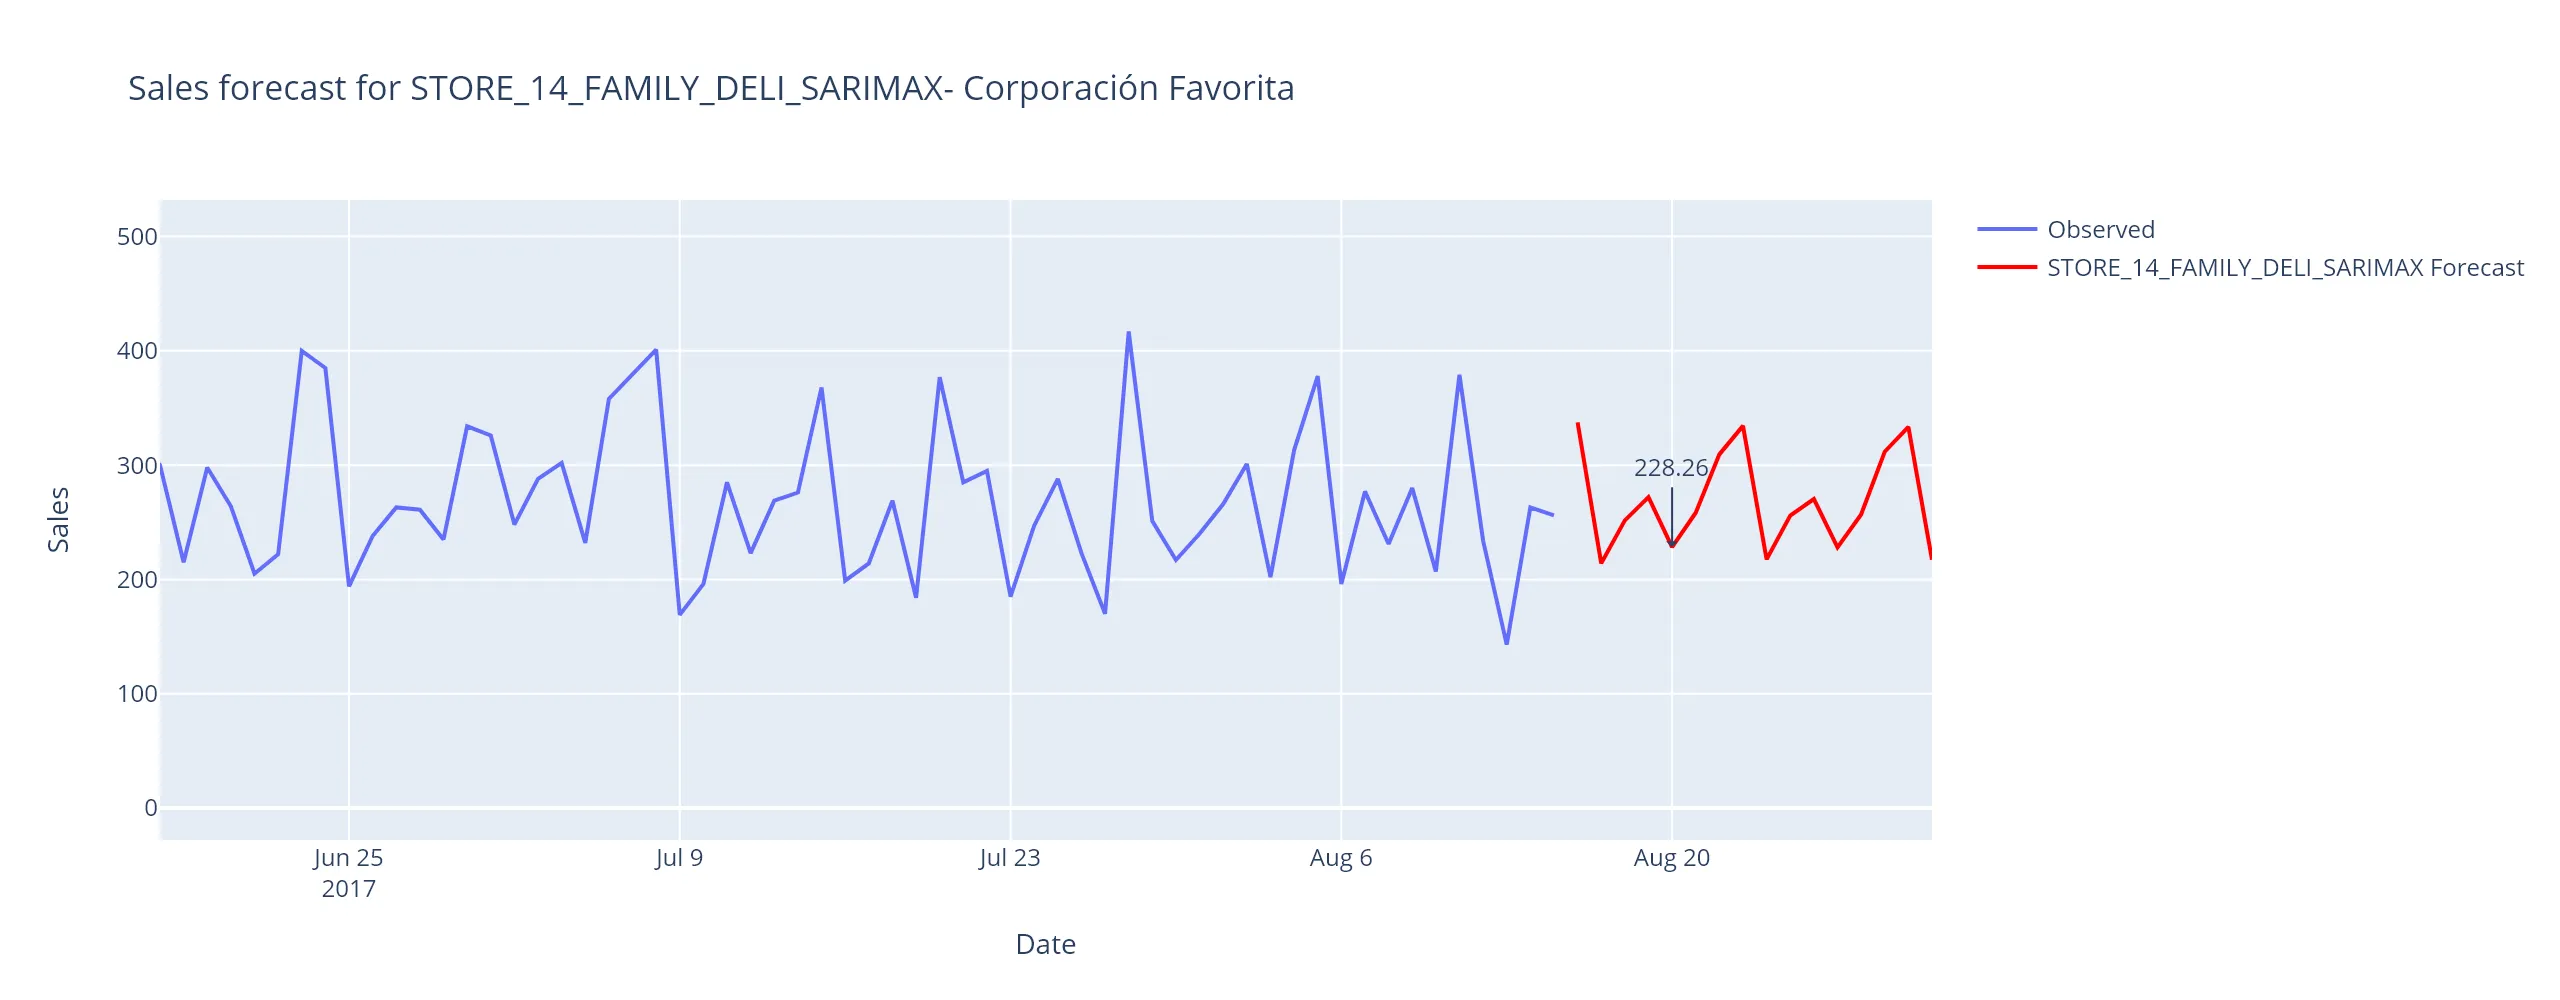 Sales forecast for STORE_14_FAMILY_DELI_SARIMAX- Corporación Favorita
Observed
STORE_14_FAMILY_DELI_SARIMAX Forecast
500
400
300
200
100
0
Sales
228.26
Jun 25
2017
Jul 9
Jul 23
Aug 6
Aug 20
Date